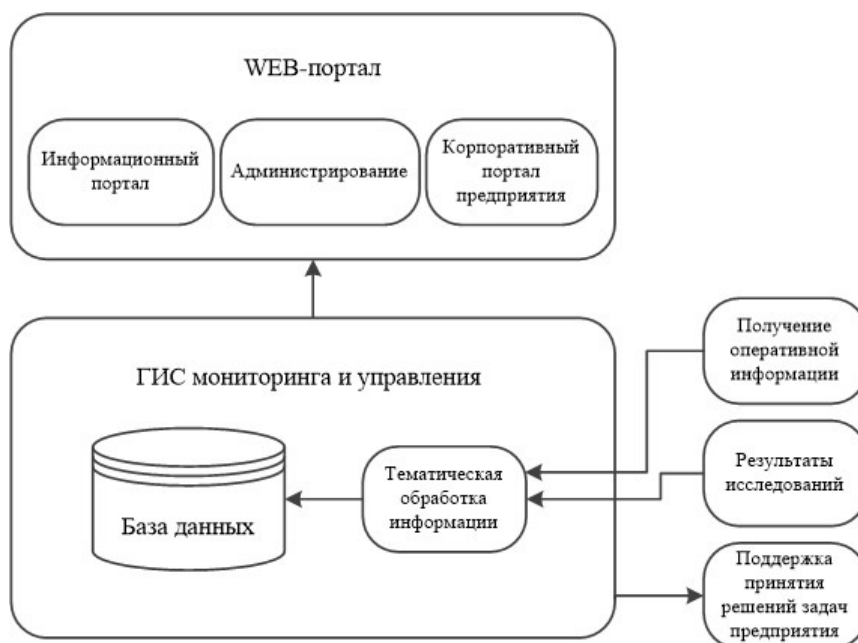 WEB-портал
Информационный
портал
Администрирование
Корпоративный
портал
предприятия
ГИС мониторинга и управления
База данных
Тематическая
обработка
информации
Получение
оперативной
информации
Результаты
исследований
Поддержка
принятия
решений задач
предприятия